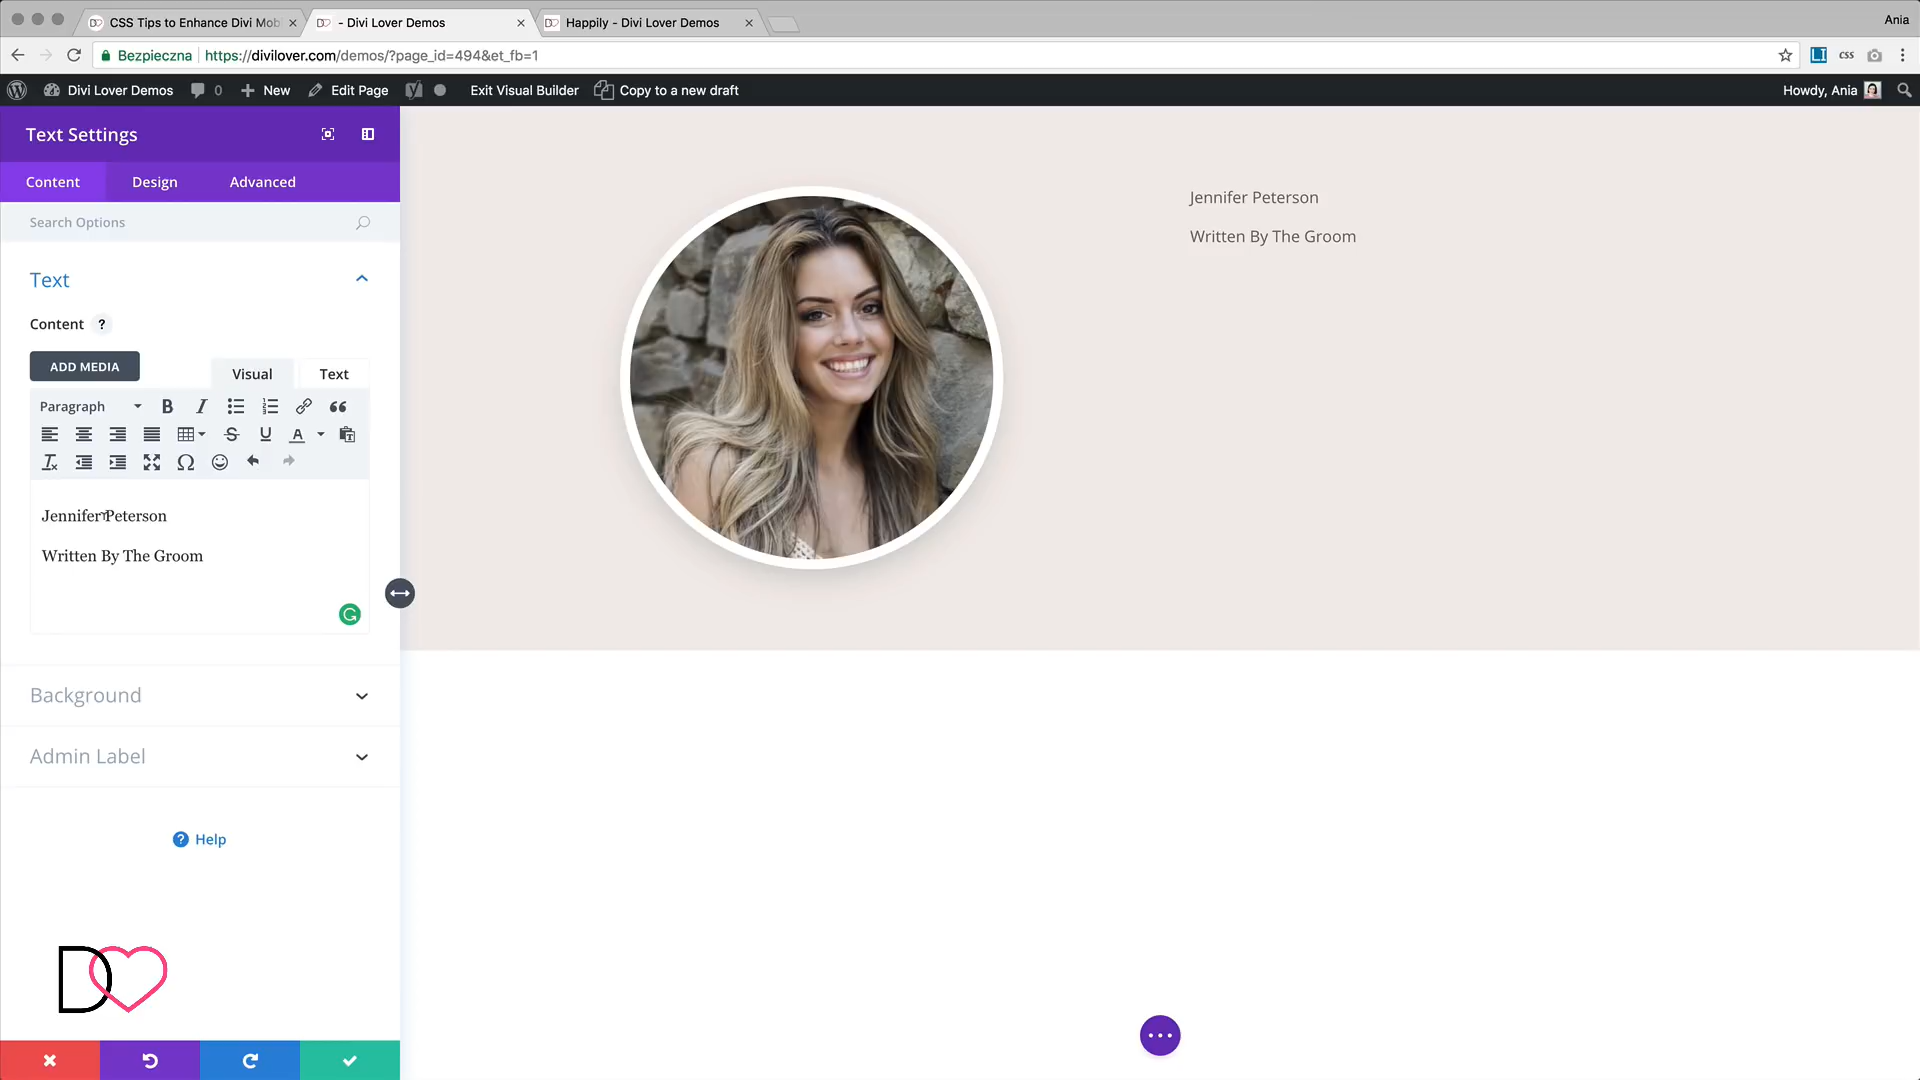 CSS Tips to Enhance Divi Mobi
- Divi Lover Demos
Happily - Divi Lover Demos
Ania
Bezpieczna
https://divilover.com/demos/?page_id=494&et_fb=1
css
Divi Lover Demos
0
New
Edit Page
Exit Visual Builder
Copy to a new draft
Howdy, Ania
Text Settings
Content
Design
Advanced
Search Options
Text
Content ?
ADD MEDIA
Visual
Text
Paragraph
Jennifer Peterson
Written By The Groom
Background
Admin Label
? Help
Jennifer Peterson
Written By The Groom